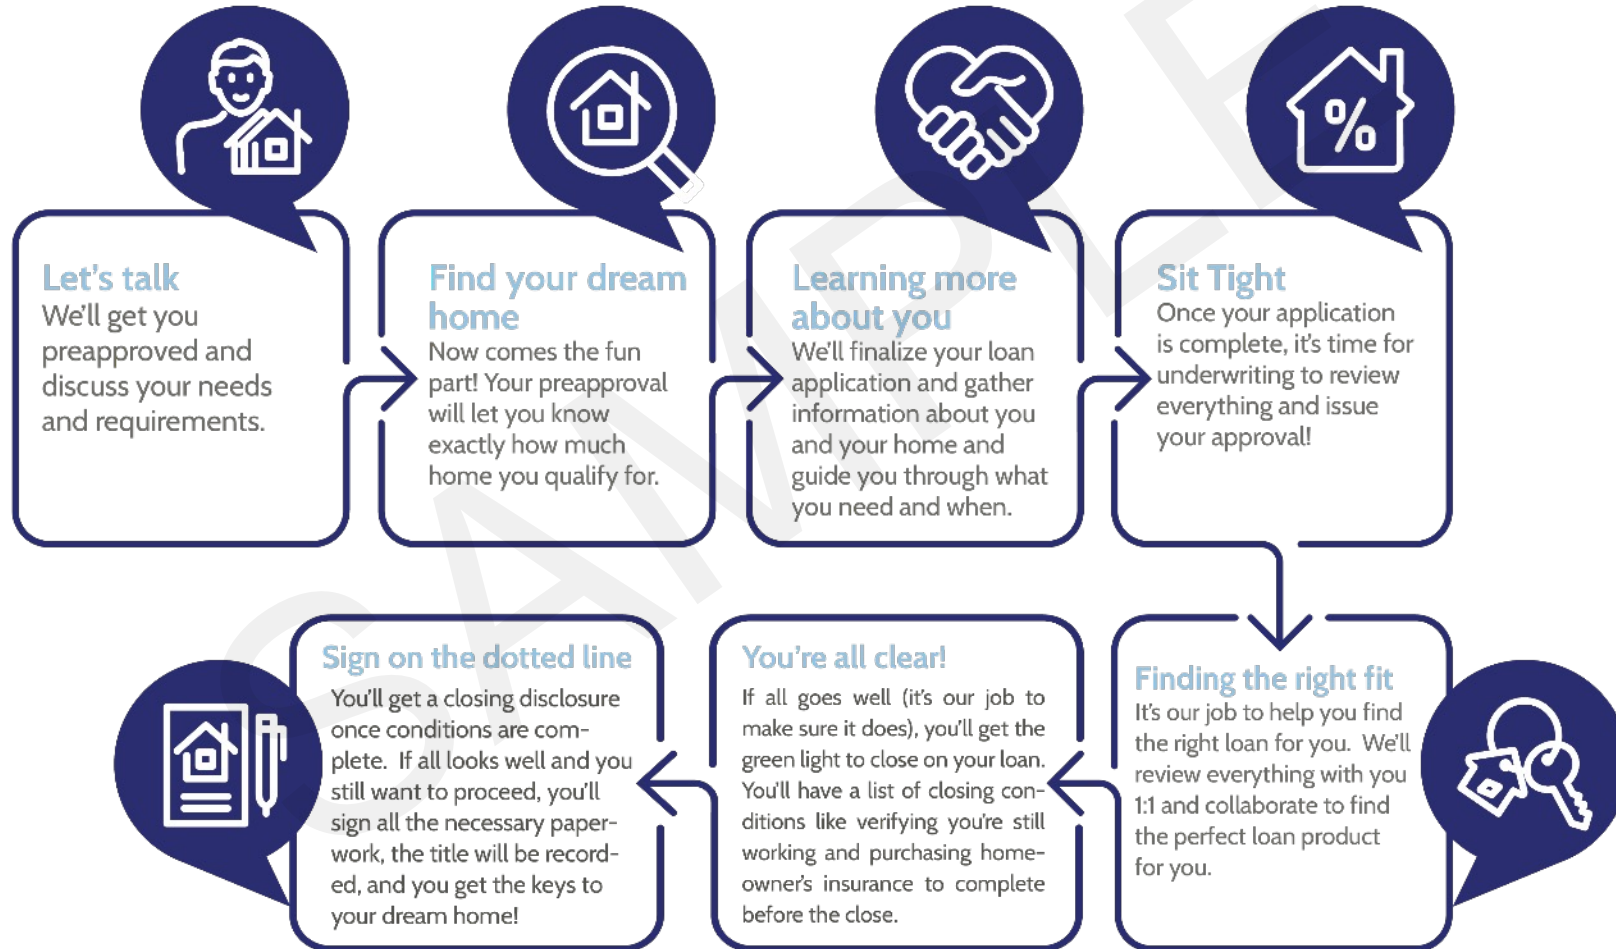 Let's talk
We'll get you
preapproved and
discuss your needs
and requirements.
Find your dream
home
Now comes the fun
part! Your preapproval
will let you know
exactly how much
home you qualify for.
Learning more
about you
We'll finalize your loan
application and gather
information about you
and your home and
guide you through what
you need and when.
Sit Tight
Once your application
is complete, it's time for
underwriting to review
everything and issue
your approval!
%
Finding the right fit
It's our job to help you find
the right loan for you. We'll
review everything with you
1:1 and collaborate to find
the perfect loan product
for you.
You're all clear!
If all goes well (it's our job to
make sure it does), you'll get the
green light to close on your loan.
You'll have a list of closing con-
ditions like verifying you're still
working and purchasing home-
owner's insurance to complete
before the close.
Sign on the dotted line
You'll get a closing disclosure
once conditions are com-
plete. If all looks well and you
still want to proceed, you'll
sign all the necessary paper-
work, the title will be record-
ed, and you get the keys to
your dream home!
SAMPLE